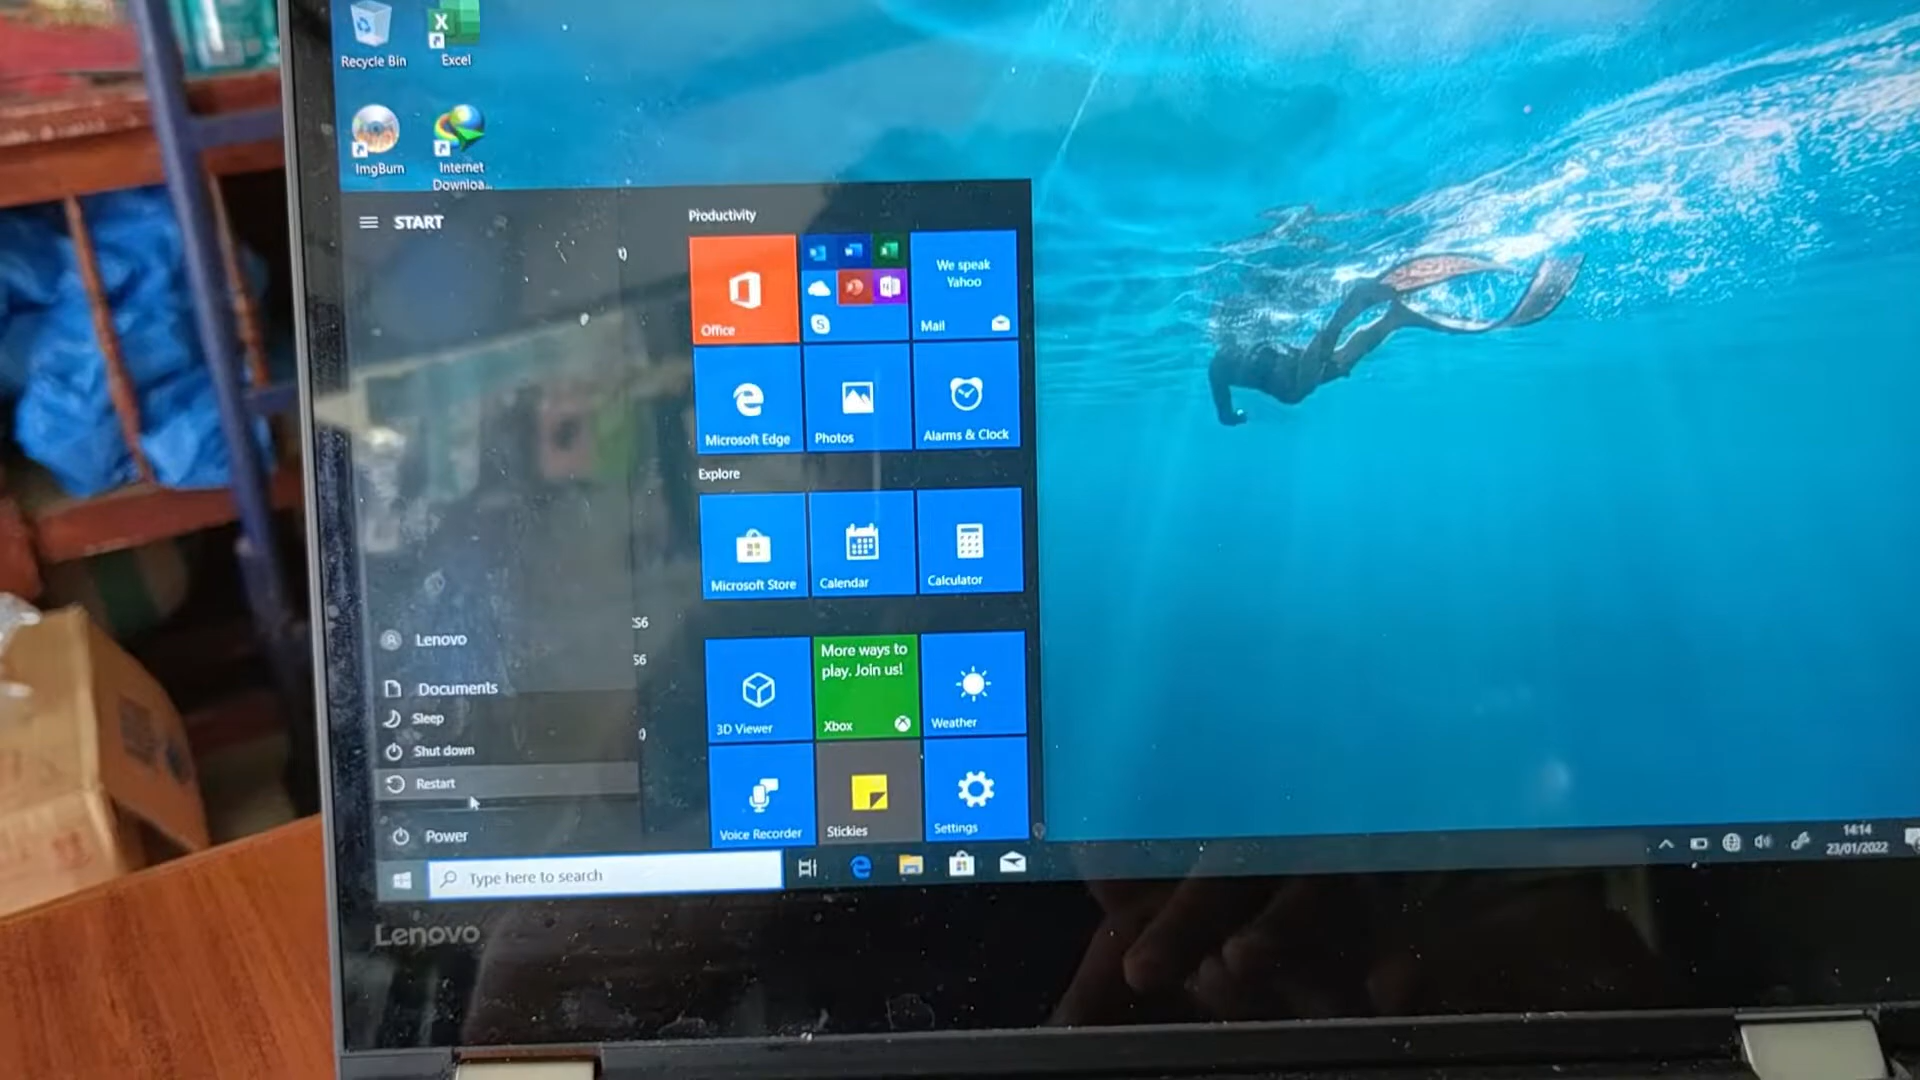 Recycle Bin
Excel
ImgBurn
Internet
Downloa...
START
Productivity
Office
We speak
Yahoo
Mail
Microsoft Edge
Photos
Alarms & Clock
Explore
Microsoft Store
Calendar
Calculator
S6
Lenovo
S6
Documents
Sleep
Shut down
Restart
Power
3D Viewer
More ways to
play. Join us!
Xbox
Weather
Voice Recorder
Stickies
Settings
Type here to search
14:14
23/01/2022
Lenovo